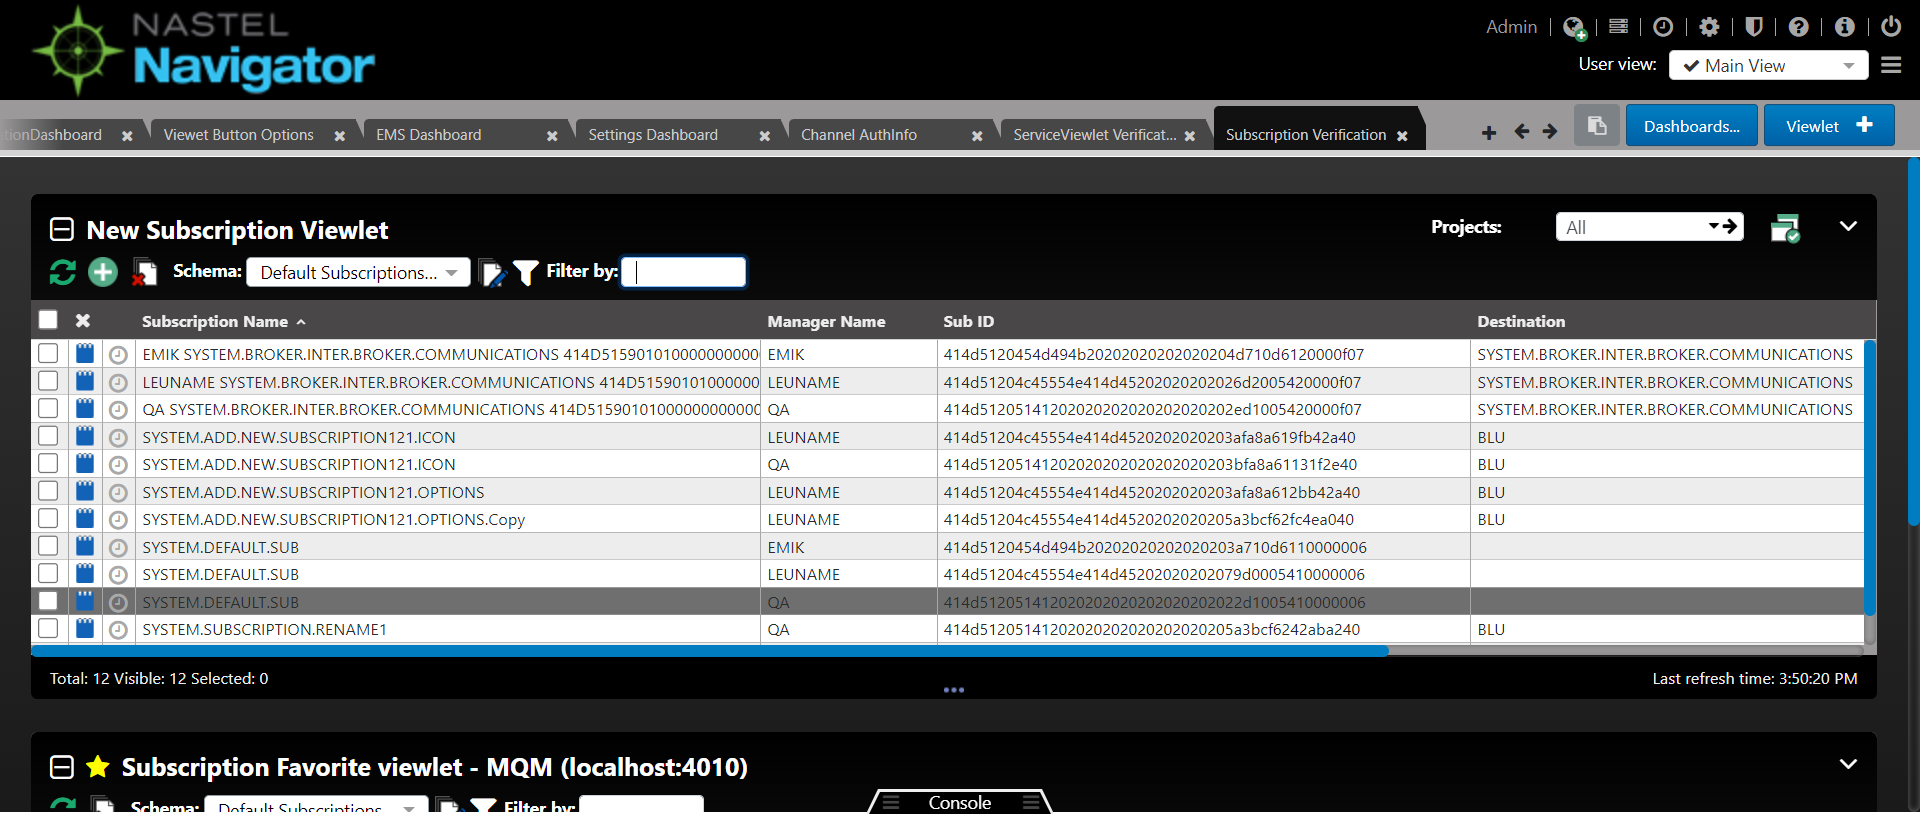 NASTEL
Navigator
Admin
User view: Main View
tionDashboard Viewet Button Options EMS Dashboard Settings Dashboard Channel AuthInfo ServiceViewlet Verificat... Subscription Verification Dashboards... Viewlet
New Subscription Viewlet Projects: All
Schema: Default Subscriptions... Filter by:
Subscription Name Manager Name Sub ID Destination
EMIK SYSTEM.BROKER.INTER.BROKER.COMMUNICATIONS 414D51590101000000000 EMIK 414d5120454d494b20202020202020204d710d6120000f07 SYSTEM.BROKER.INTER.BROKER.COMMUNICATIONS
LEUNAME SYSTEM.BROKER.INTER.BROKER.COMMUNICATIONS 414D51590101000000 LEUNAME 414d51204c45554e414d45202020202026d2005420000f07 SYSTEM.BROKER.INTER.BROKER.COMMUNICATIONS
QA SYSTEM.BROKER.INTER.BROKER.COMMUNICATIONS 414D51590101000000000000 QA 414d5120514120202020202020202020202ed1005420000f07 SYSTEM.BROKER.INTER.BROKER.COMMUNICATIONS
SYSTEM.ADD.NEW.SUBSCRIPTION121.ICON LEUNAME 414d51204c45554e414d4520202020203afa8a619fb42a40 BLU
SYSTEM.ADD.NEW.SUBSCRIPTION121.ICON QA 414d51205141202020202020202020203bfa8a61131f2e40 BLU
SYSTEM.ADD.NEW.SUBSCRIPTION121.OPTIONS LEUNAME 414d51204c45554e414d4520202020203afa8a612bb42a40 BLU
SYSTEM.ADD.NEW.SUBSCRIPTION121.OPTIONS.Copy LEUNAME 414d51204c45554e414d4520202020205a3bcf62fc4ea040 BLU
SYSTEM.DEFAULT.SUB EMIK 414d5120454d494b20202020202020203a710d6110000006
SYSTEM.DEFAULT.SUB LEUNAME 414d51204c45554e414d45202020202079d0005410000006
SYSTEM.DEFAULT.SUB QA 414d512051412020202020202020202022d1005410000006
SYSTEM.SUBSCRIPTION.RENAME1 QA 414d51205141202020202020202020205a3bcf6242aba240 BLU
Total: 12 Visible: 12 Selected: 0 Last refresh time: 3:50:20 PM
Subscription Favorite viewlet - MQM (localhost:4010)
Schema: Default Subscriptions... Filter by:
Console